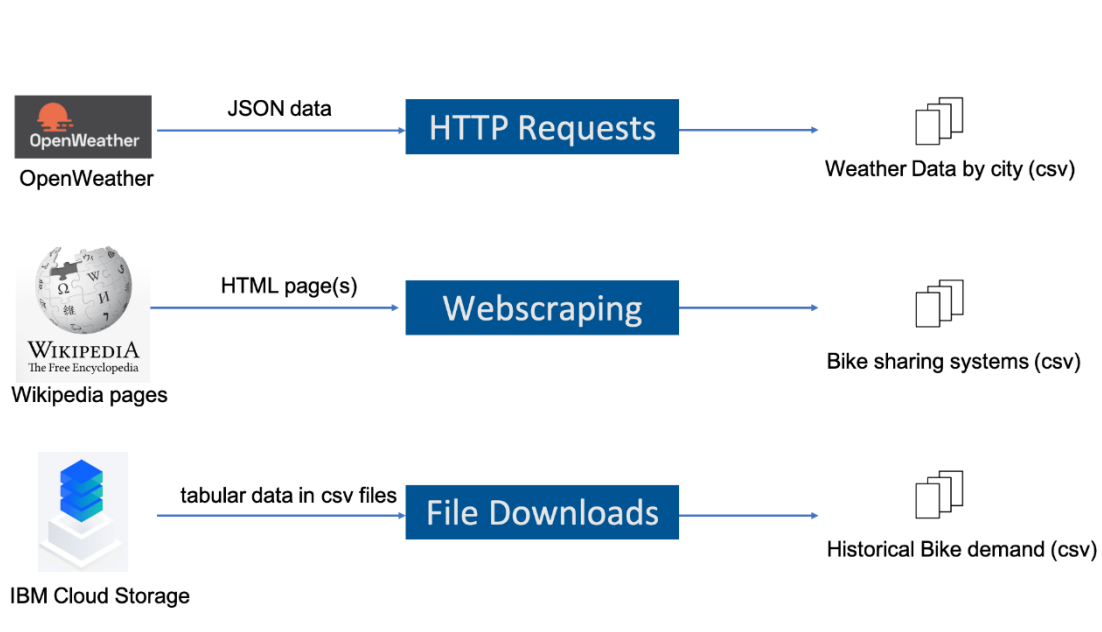 JSON data
OpenWeather
HTTP Requests
OpenWeather
Weather Data by city (csv)
HTML page(s)
Webscraping
Ω
W
И
維
WIKIPEDIA
The Free Encyclopedia
Bike sharing systems (csv)
Wikipedia pages
tabular data in csv files
File Downloads
Historical Bike demand (csv)
IBM Cloud Storage